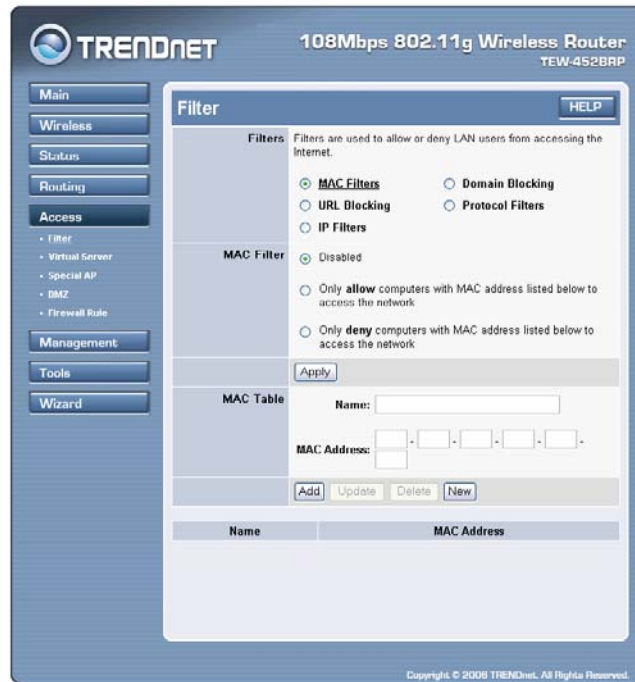 TRENDNET
108Mbps 802.11g Wireless Router
TEW-452BRP
Main
Wireless
Status
Routing
Access
Filter
Virtual Server
Special AP
DMZ
Firewall Rule
Management
Tools
Wizard
Filter
HELP
Filters
Filters are used to allow or deny LAN users from accessing the
Internet.
MAC Filters
Domain Blocking
URL Blocking
Protocol Filters
IP Filters
MAC Filter
Disabled
Only allow computers with MAC address listed below to
access the network
Only deny computers with MAC address listed below to
access the network
Apply
MAC Table
Name:
MAC Address: - - - - -
Add Update Delete New
Name MAC Address
Copyright © 2006 TRENDnet. All Rights Reserved.